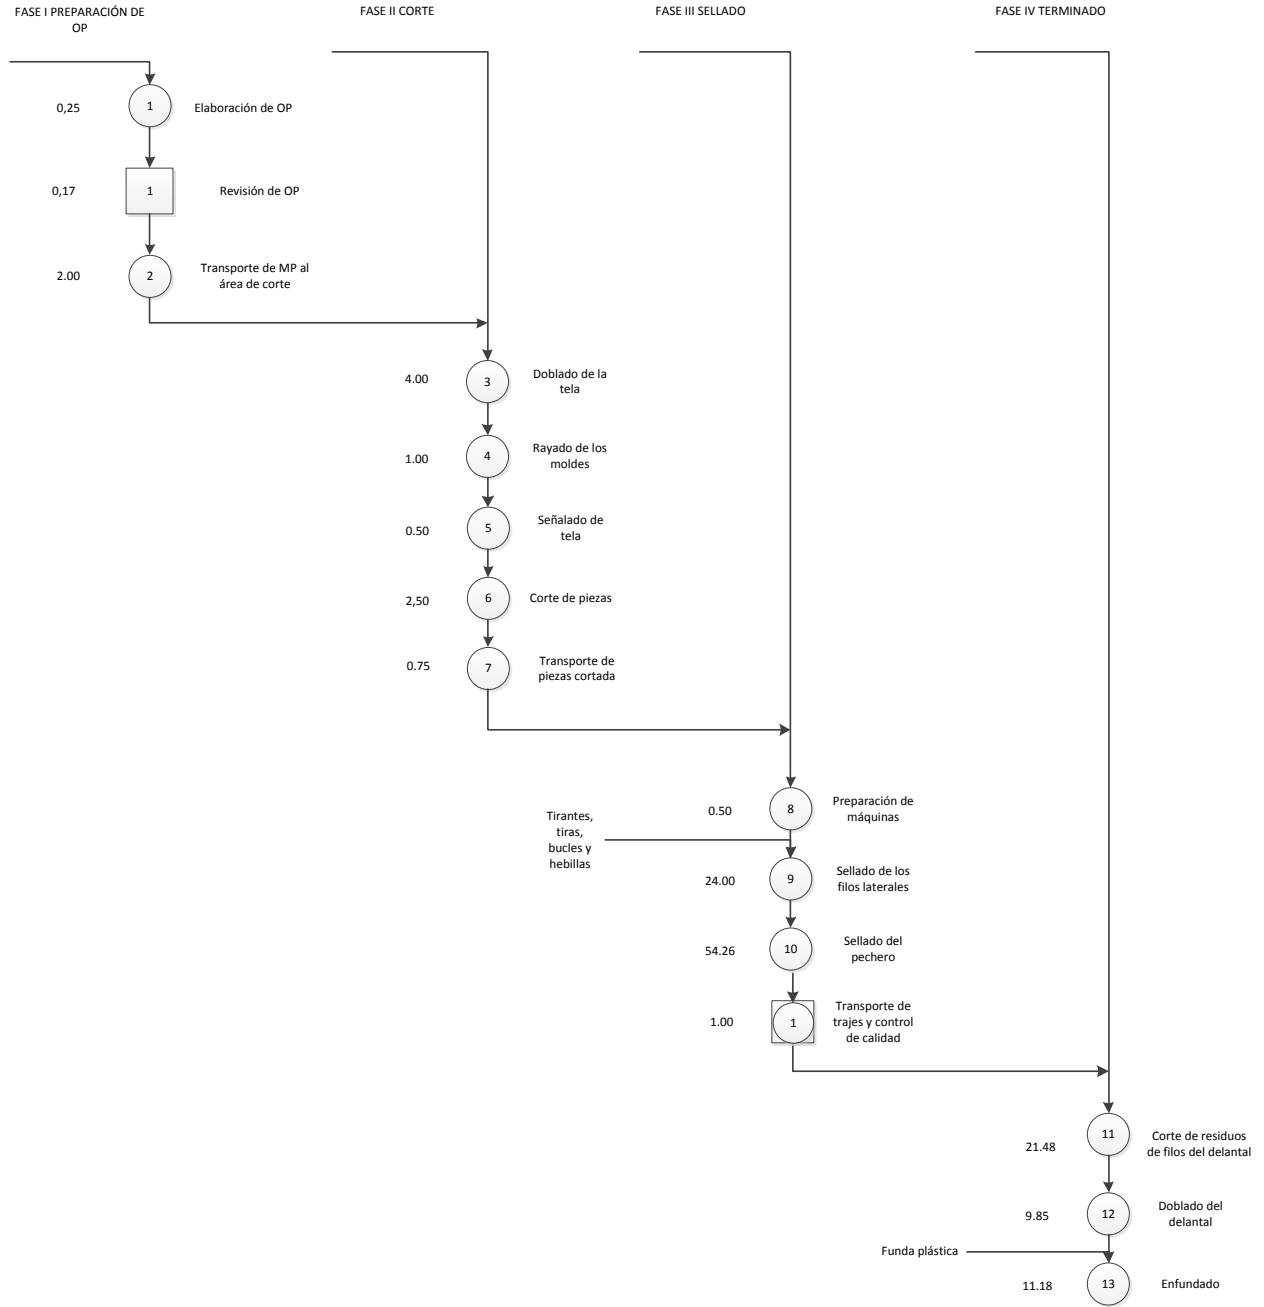 FASE I PREPARACIÓN DE
OP
FASE II CORTE
FASE III SELLADO
FASE IV TERMINADO
0,25
1
Elaboración de OP
0,17
1
Revisión de OP
2.00
2
Transporte de MP al
área de corte
4.00
3
Doblado de la
tela
1.00
4
Rayado de los
moldes
0.50
5
Señalado de
tela
2,50
6
Corte de piezas
0.75
7
Transporte de
piezas cortada
0.50
8
Preparación de
máquinas
Tirantes,
tiras,
bucles y
hebillas
24.00
9
Sellado de los
filos laterales
54.26
10
Sellado del
pechero
1.00
1
Transporte de
trajes y control
de calidad
21.48
11
Corte de residuos
de filos del delantal
9.85
12
Doblado del
delantal
Funda plástica
11.18
13
Enfundado